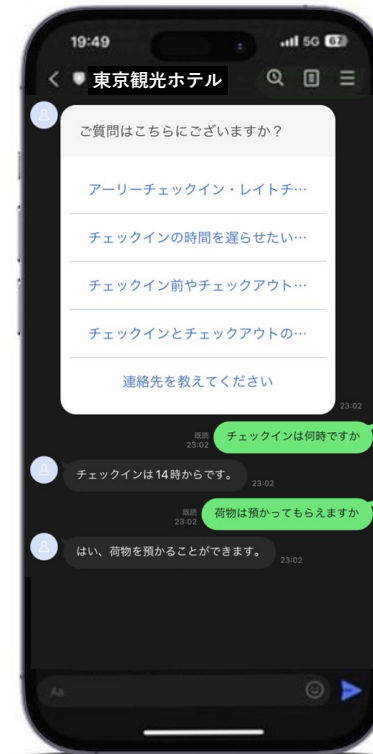 19:49
5G 62
東京観光ホテル
ご質問はこちらにございますか？
アーリーチェックイン・レイトチ…
チェックインの時間を遅らせたい…
チェックイン前やチェックアウト…
チェックインとチェックアウトの…
連絡先を教えてください
23:02
既読
23:02
チェックインは何時ですか
チェックインは14時からです。
23:02
既読
23:02
荷物は預かってもらえますか
はい、荷物を預かることができます。
23:02
Aa